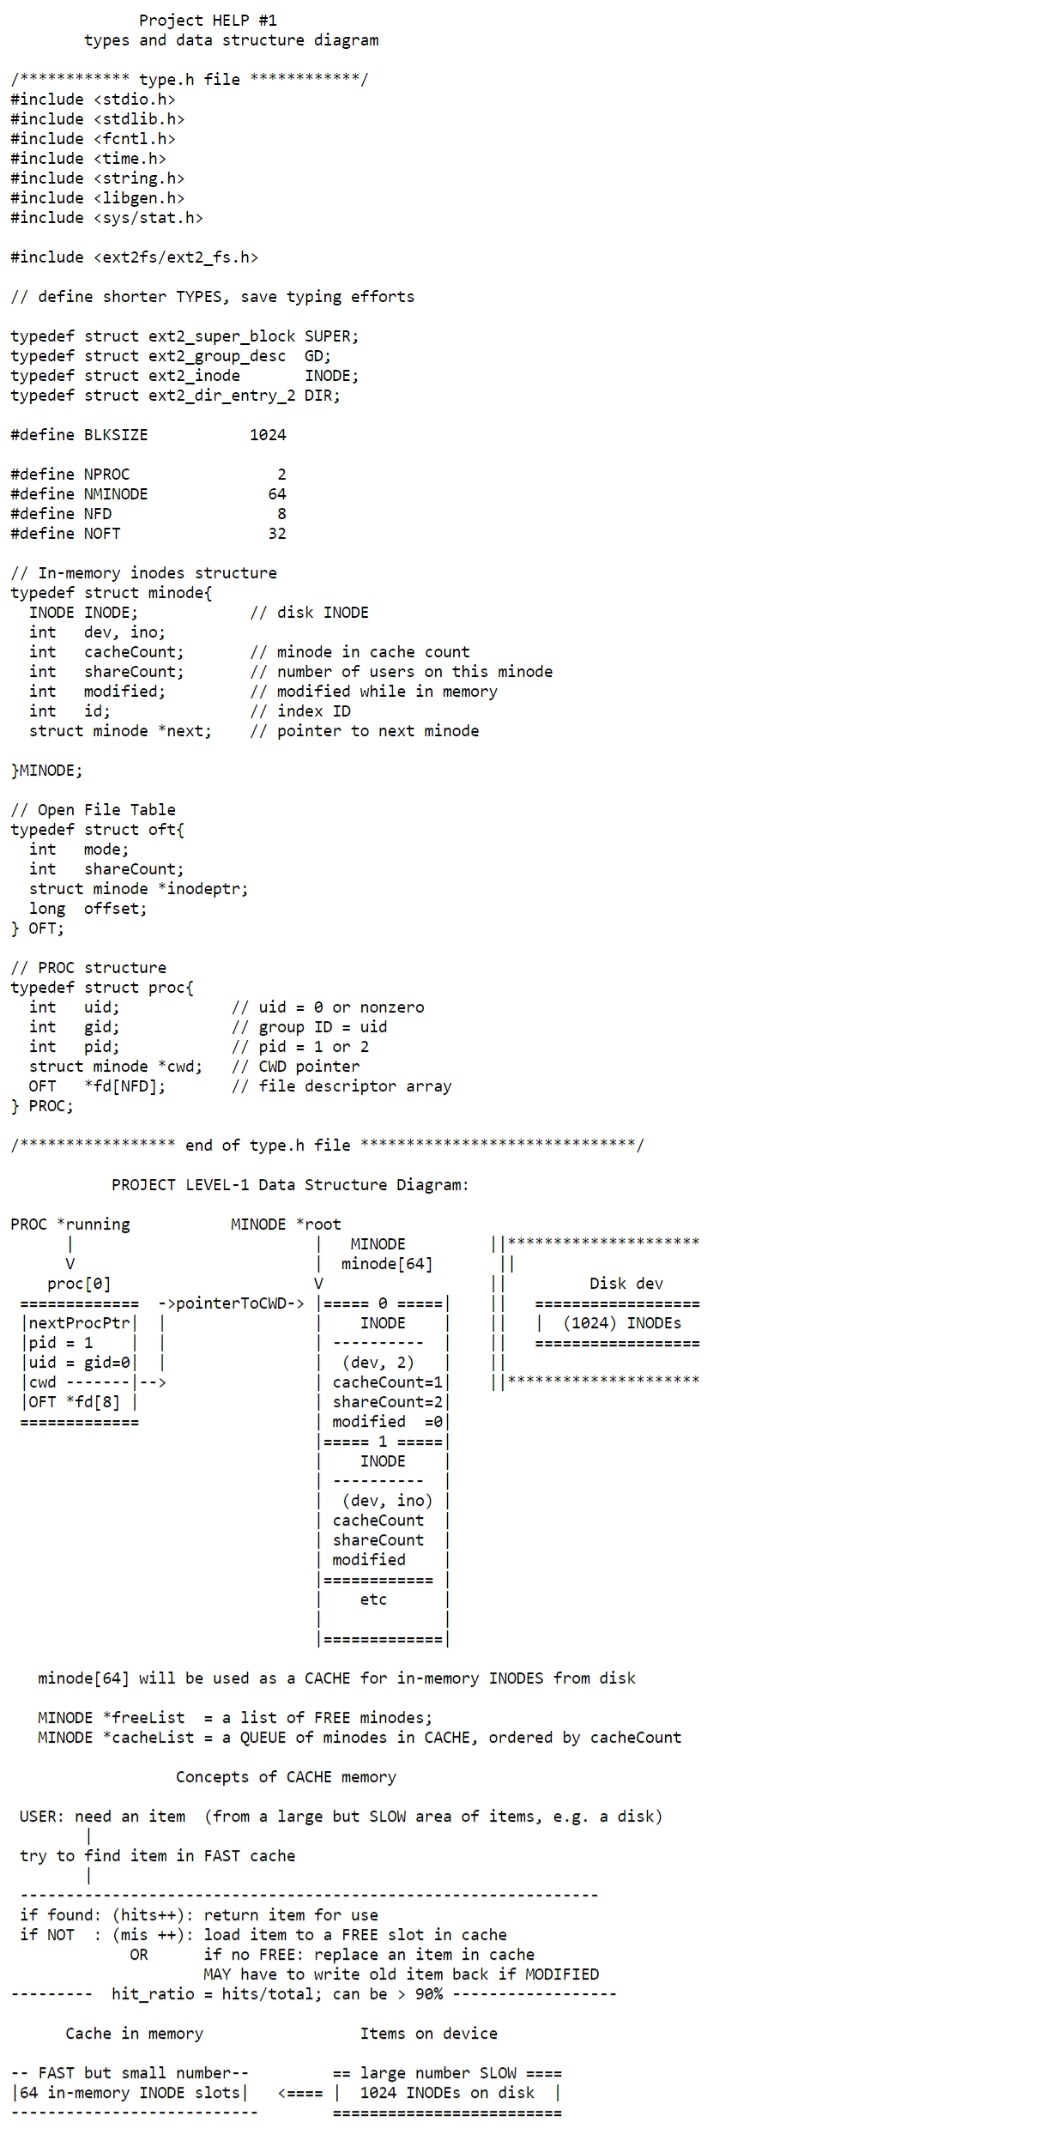 Project HELP #1
        types and data structure diagram

/************ type.h file ************/
#include <stdio.h>
#include <stdlib.h>
#include <fcntl.h>
#include <time.h>
#include <string.h>
#include <libgen.h>
#include <sys/stat.h>

#include <ext2fs/ext2_fs.h>

// define shorter TYPES, save typing efforts

typedef struct ext2_super_block SUPER;
typedef struct ext2_group_desc  GD;
typedef struct ext2_inode       INODE;
typedef struct ext2_dir_entry_2 DIR;

#define BLKSIZE           1024

#define NPROC                2
#define NMINODE             64
#define NFD                  8
#define NOFT                32

// In-memory inodes structure
typedef struct minode{
  INODE INODE;            // disk INODE
  int   dev, ino;
  int   cacheCount;       // minode in cache count
  int   shareCount;       // number of users on this minode
  int   modified;         // modified while in memory
  int   id;               // index ID
  struct minode *next;    // pointer to next minode

}MINODE;

// Open File Table
typedef struct oft{
  int   mode;
  int   shareCount;
  struct minode *inodeptr;
  long  offset;
} OFT;

// PROC structure
typedef struct proc{
  int   uid;            // uid = 0 or nonzero
  int   gid;            // group ID = uid
  int   pid;            // pid = 1 or 2
  struct minode *cwd;   // CWD pointer
  OFT   *fd[NFD];       // file descriptor array
} PROC;

/***************** end of type.h file ******************************/

           PROJECT LEVEL-1 Data Structure Diagram:

PROC *running           MINODE *root
      |                          |   MINODE         ||*********************
      V                          |  minode[64]       ||
    proc[0]                      V                  ||         Disk dev
 =============  ->pointerToCWD-> |===== 0 =====|    ||   ==================
 |nextProcPtr|  |                |    INODE    |    ||   |  (1024) INODEs
 |pid = 1    |  |                | ----------  |    ||   ==================
 |uid = gid=0|  |                |  (dev, 2)   |    ||
 |cwd -------|-->                | cacheCount=1|    ||*********************
 |OFT *fd[8] |                   | shareCount=2|
 =============                   | modified  =0|
                                 |===== 1 =====|
                                 |    INODE    |
                                 | ----------  |
                                 |  (dev, ino) |
                                 | cacheCount  |
                                 | shareCount  |
                                 | modified    |
                                 |============ |
                                 |    etc      |
                                 |             |
                                 |=============|

   minode[64] will be used as a CACHE for in-memory INODES from disk

   MINODE *freeList  = a list of FREE minodes;
   MINODE *cacheList = a QUEUE of minodes in CACHE, ordered by cacheCount

                  Concepts of CACHE memory

 USER: need an item  (from a large but SLOW area of items, e.g. a disk)
        |
 try to find item in FAST cache
        |
 ---------------------------------------------------------------
 if found: (hits++): return item for use
 if NOT  : (mis ++): load item to a FREE slot in cache
             OR      if no FREE: replace an item in cache
                     MAY have to write old item back if MODIFIED
---------  hit_ratio = hits/total; can be > 90% ------------------

      Cache in memory                 Items on device

-- FAST but small number--         == large number SLOW ====
|64 in-memory INODE slots|   <==== |  1024 INODEs on disk  |
---------------------------        =========================